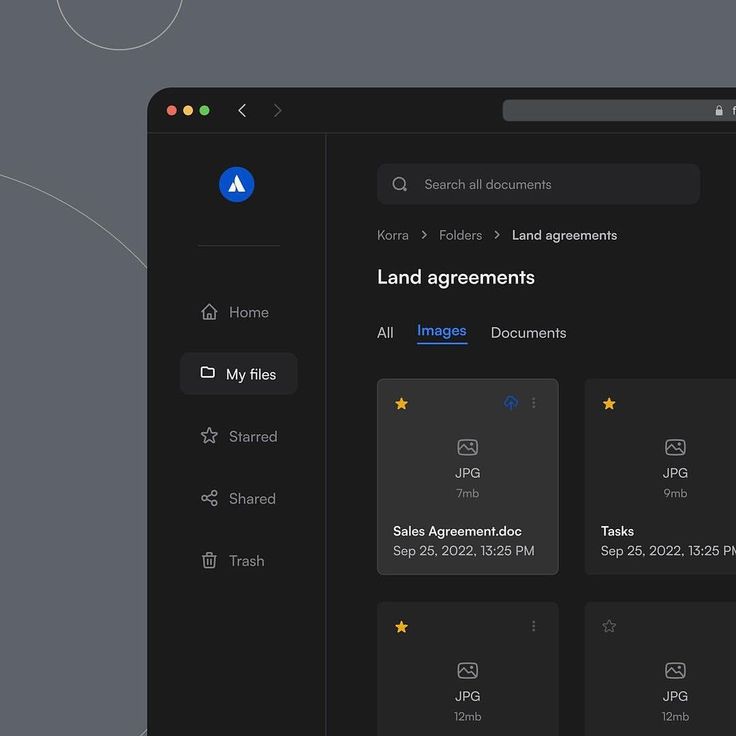 Search all documents
Korra > Folders > Land agreements
Land agreements
All Images Documents
Home
My files
Starred
Shared
Trash
JPG
7mb
Sales Agreement.doc
Sep 25, 2022, 13:25 PM
JPG
9mb
Tasks
Sep 25, 2022, 13:25 PM
JPG
12mb
JPG
12mb